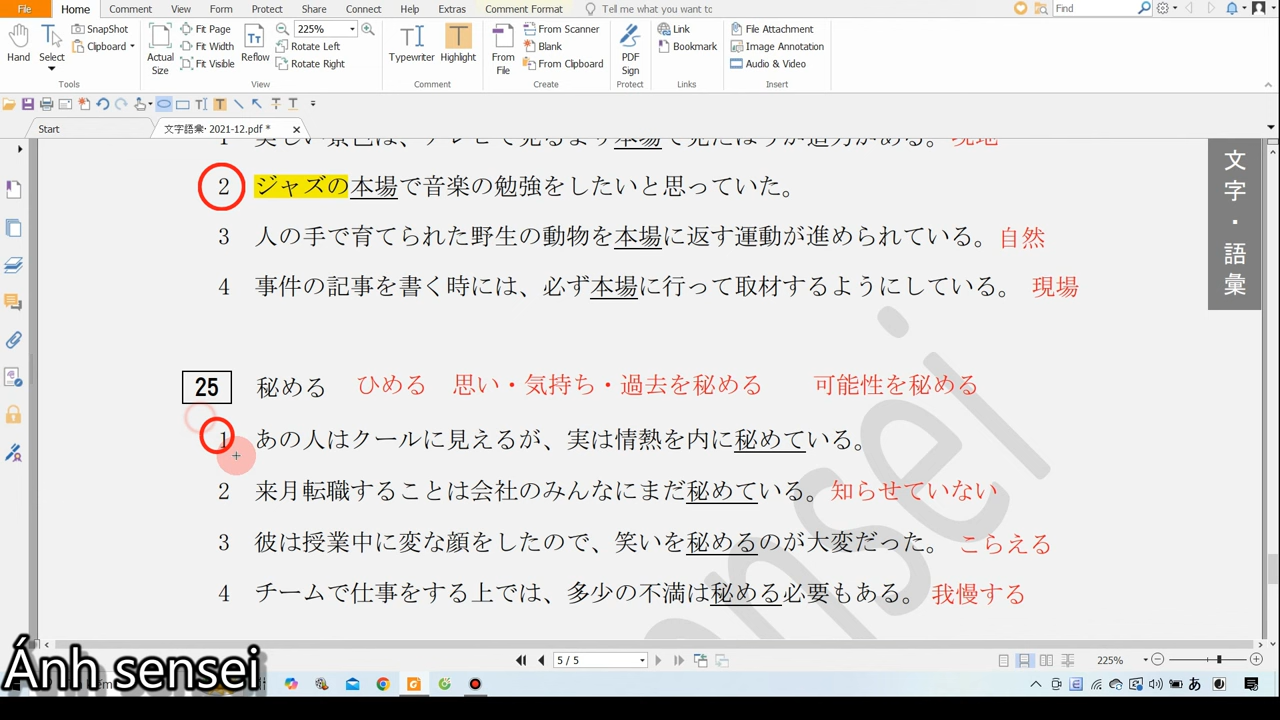 File Home Comment View Form Protect Share Connect Help Extras Comment Format Tell me what you want to Find
SnapShot Fit Page 225% From Scanner Link File Attachment
Clipboard Fit Width Rotate Left Blank Bookmark Image Annotation
Hand Select Actual Size Fit Visible Reflow Rotate Right Typewriter Highlight From File From Clipboard PDF Sign Audio & Video
Tools View Comment Create Protect Links Insert
Start 文字語彙· 2021-12.pdf *
2 ジャズの本場で音楽の勉強をしたいと思っていた。
3 人の手で育てられた野生の動物を本場に返す運動が進められている。 自然
4 事件の記事を書く時には、必ず本場に行って取材するようにしている。 現場
文字・語彙
25 秘める ひめる 思い・気持ち・過去を秘める 可能性を秘める
1 あの人はクールに見えるが、実は情熱を内に秘めている。
2 来月転職することは会社のみんなにまだ秘めている。 知らせていない
3 彼は授業中に変な顔をしたので、笑いを秘めるのが大変だった。 こらえる
4 チームで仕事をする上では、多少の不満は秘める必要もある。 我慢する
sensei
5 / 5 225%
Ánh sensei